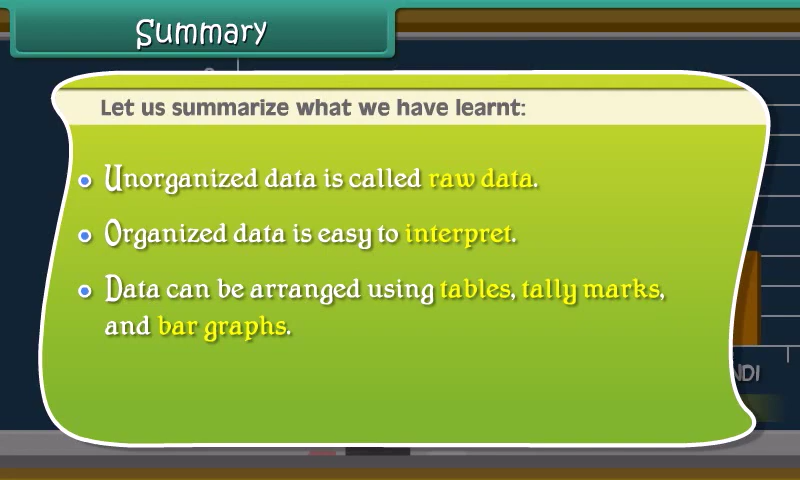 Summary
Let us summarize what we have learnt:
Unorganized data is called raw data.
Organized data is easy to interpret.
Data can be arranged using tables, tally marks,
and bar graphs.